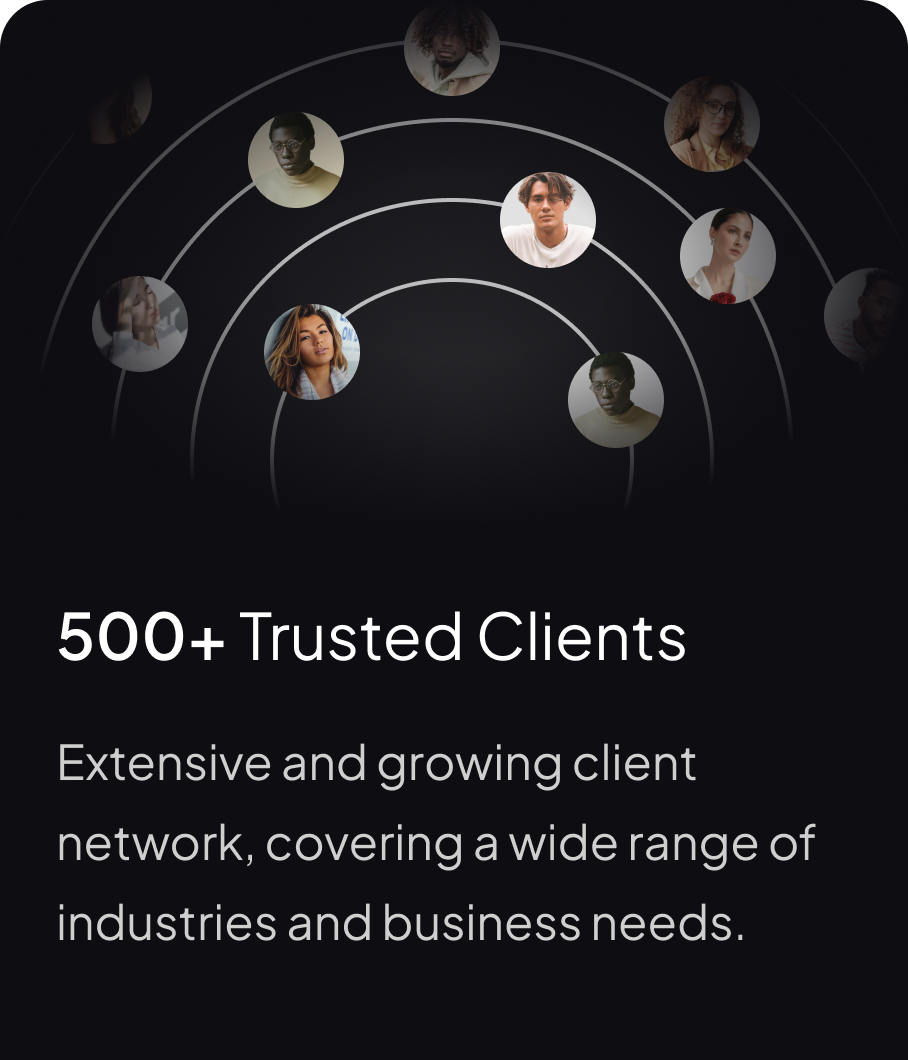 500+ Trusted Clients
Extensive and growing client
network, covering a wide range of
industries and business needs.